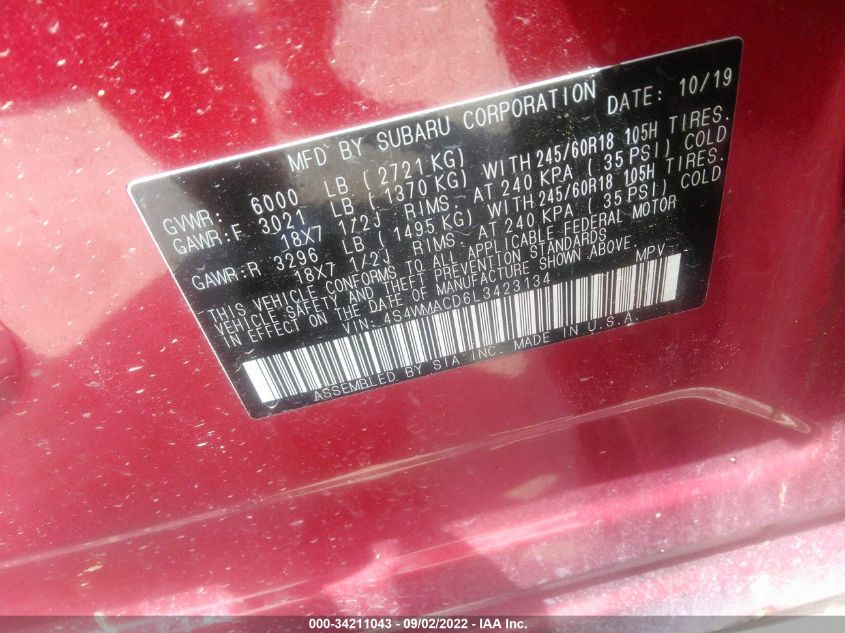 MFD BY SUBARU CORPORATION DATE: 10/19
GVWR: 6000 LB ( 2721 KG)
GAWR:F 3021 LB ( 1370 KG) WITH 245/60R18 105H TIRES.
18X7 1/2J RIMS. AT 240 KPA ( 35 PSI) COLD
GAWR:R 3296 LB ( 1495 KG) WITH 245/60R18 105H TIRES.
18X7 1/2J RIMS. AT 240 KPA ( 35 PSI) COLD
THIS VEHICLE CONFORMS TO ALL APPLICABLE FEDERAL MOTOR
VEHICLE SAFETY AND THEFT PREVENTION STANDARDS
IN EFFECT ON THE DATE OF MANUFACTURE SHOWN ABOVE.
VIN: 4S4WMACD6L3423134 MPV
ASSEMBLED BY SIA INC. MADE IN U.S.A.
000-34211043 - 09/02/2022 - IAA Inc.